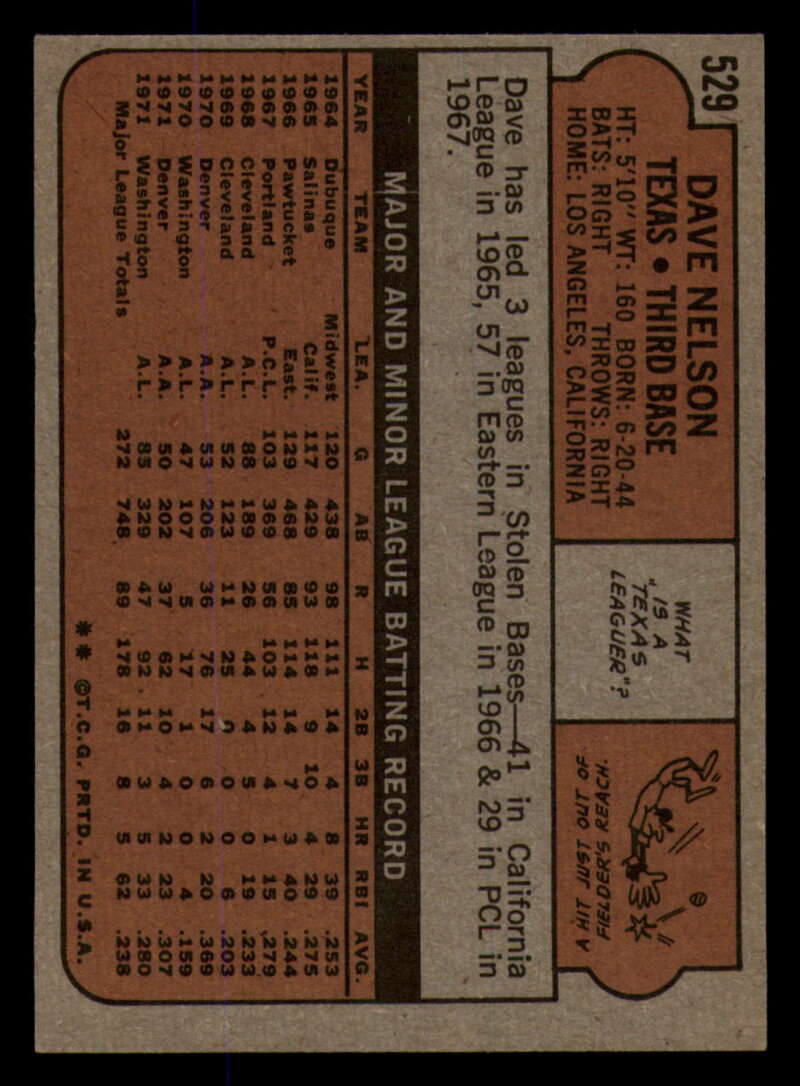 529
DAVE NELSON
TEXAS • THIRD BASE
HT: 5'10" WT: 160 BORN: 6-20-44
BATS: RIGHT THROWS: RIGHT
HOME: LOS ANGELES, CALIFORNIA
WHAT
IS A
"TEXAS
LEAGUER"?
A HIT JUST OUT OF
FIELDERS REACH.
Dave has led 3 leagues in Stolen Bases—41 in California
League in 1965, 57 in Eastern League in 1966 & 29 in PCL in
1967.
MAJOR AND MINOR LEAGUE BATTING RECORD
YEAR TEAM LEA. G AB R H 2B 3B HR RBI AVG.
1964 Dubuque Midwest 120 438 98 111 14 4 8 39 .253
1965 Salinas Calif. 117 429 93 118 9 10 4 29 .275
1966 Pawtucket East. 129 468 85 114 14 7 3 40 .244
1967 Portland P.C.L. 103 369 56 103 12 4 1 15 .279
1968 Cleveland A.L. 88 189 26 44 4 5 0 19 .233
1969 Cleveland A.L. 52 123 11 25 0 0 0 6 .203
1970 Denver A.A. 53 206 36 76 17 6 2 20 .369
1970 Washington A.L. 47 107 5 17 1 0 0 4 .159
1971 Denver A.A. 50 202 37 62 10 4 2 23 .307
1971 Washington A.L. 85 329 47 92 11 3 5 33 .280
Major League Totals 272 748 89 178 16 8 5 62 .238
** ©T.C.G. PRTD. IN U.S.A.